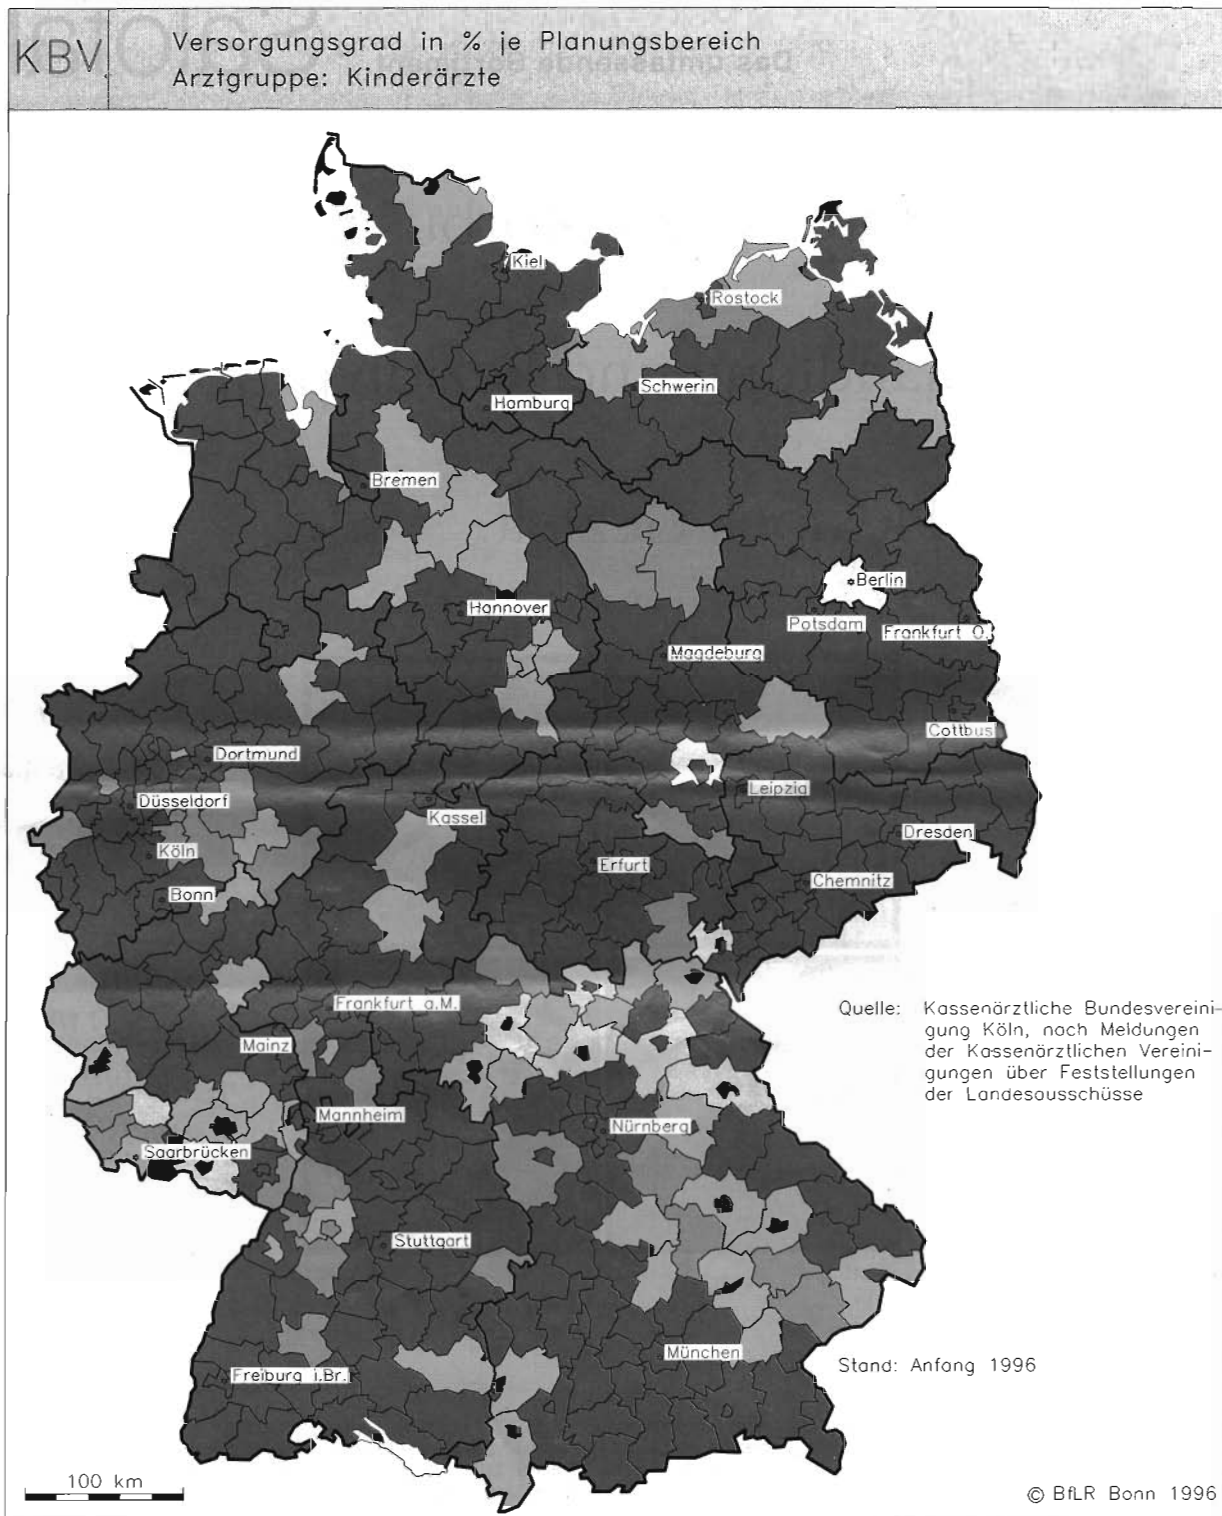 KBV
Versorgungsgrad in % je Planungsbereich
Arztgruppe: Kinderärzte
Kiel
Rostock
Schwerin
Hamburg
Bremen
Berlin
Hannover
Potsdam
Frankfurt O.
Magdeburg
Cottbus
Dortmund
Leipzig
Düsseldorf
Kassel
Dresden
Köln
Erfurt
Chemnitz
Bonn
Frankfurt a.M.
Quelle: Kassenärztliche Bundesvereini-
gung Köln, nach Meldungen
der Kassenärztlichen Vereini-
gungen über Feststellungen
der Landesausschüsse
Mainz
Mannheim
Nürnberg
Saarbrücken
Stuttgart
München
Stand: Anfang 1996
Freiburg i.Br.
100 km
© BfLR Bonn 1996